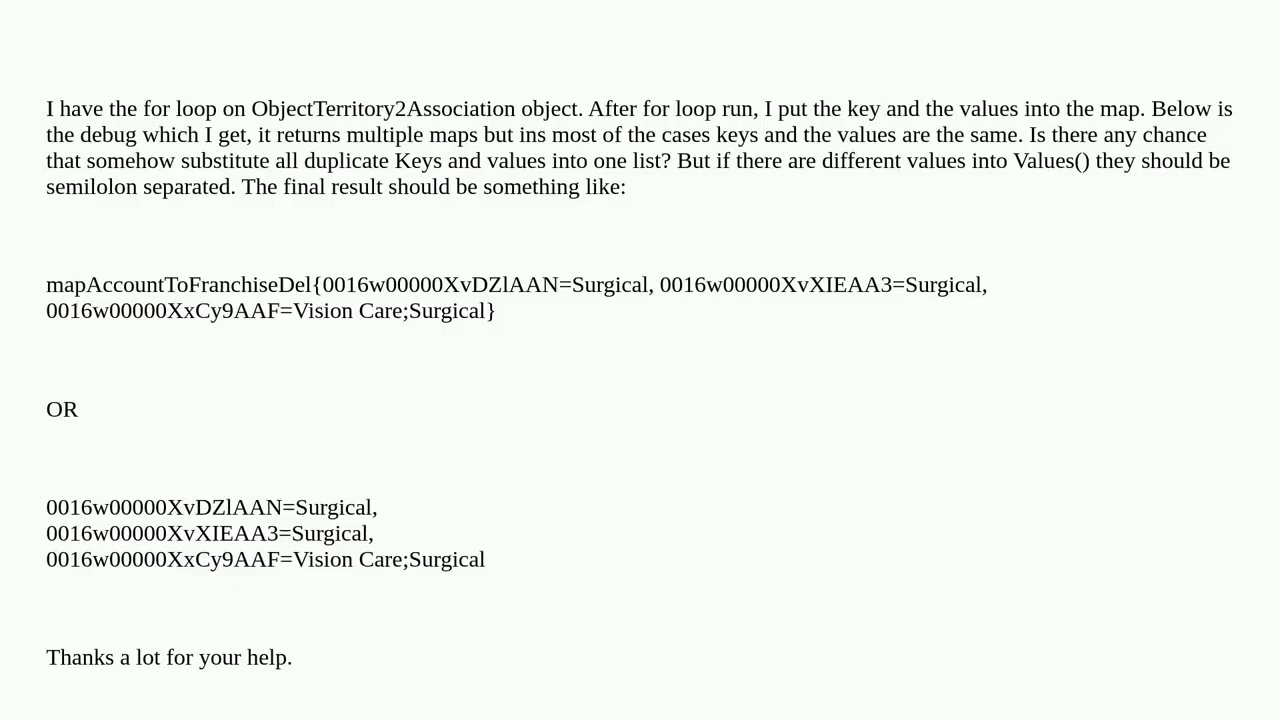 I have the for loop on ObjectTerritory2Association object. After for loop run, I put the key and the values into the map. Below is
the debug which I get, it returns multiple maps but ins most of the cases keys and the values are the same. Is there any chance
that somehow substitute all duplicate Keys and values into one list? But if there are different values into Values() they should be
semilolon separated. The final result should be something like:
mapAccountToFranchiseDel{0016w00000XvDZlAAN=Surgical, 0016w00000XvXIEAA3=Surgical,
0016w00000XxCy9AAF=Vision Care;Surgical}
OR
0016w00000XvDZlAAN=Surgical,
0016w00000XvXIEAA3=Surgical,
0016w00000XxCy9AAF=Vision Care;Surgical
Thanks a lot for your help.